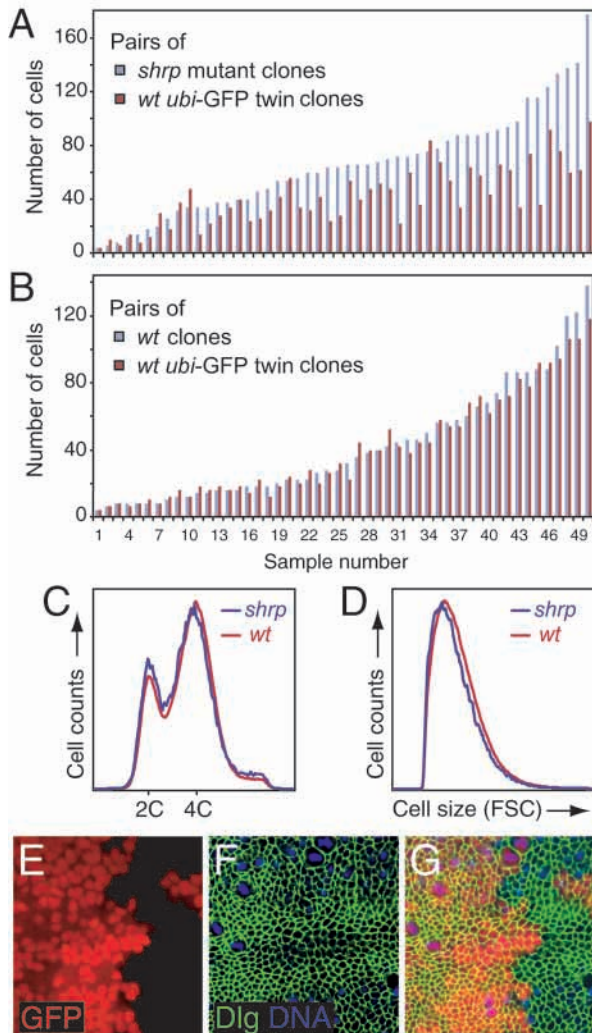 A
Number of cells
160
120
80
40
0
Pairs of
shrp mutant clones
wt ubi-GFP twin clones
B
Number of cells
120
80
40
0
Pairs of
wt clones
wt ubi-GFP twin clones
1 4 7 10 13 16 19 22 25 28 31 34 37 40 43 46 49
Sample number
C
Cell counts
shrp
wt
2C 4C
D
Cell counts
shrp
wt
Cell size (FSC)
E
GFP
F
Dlg DNA
G